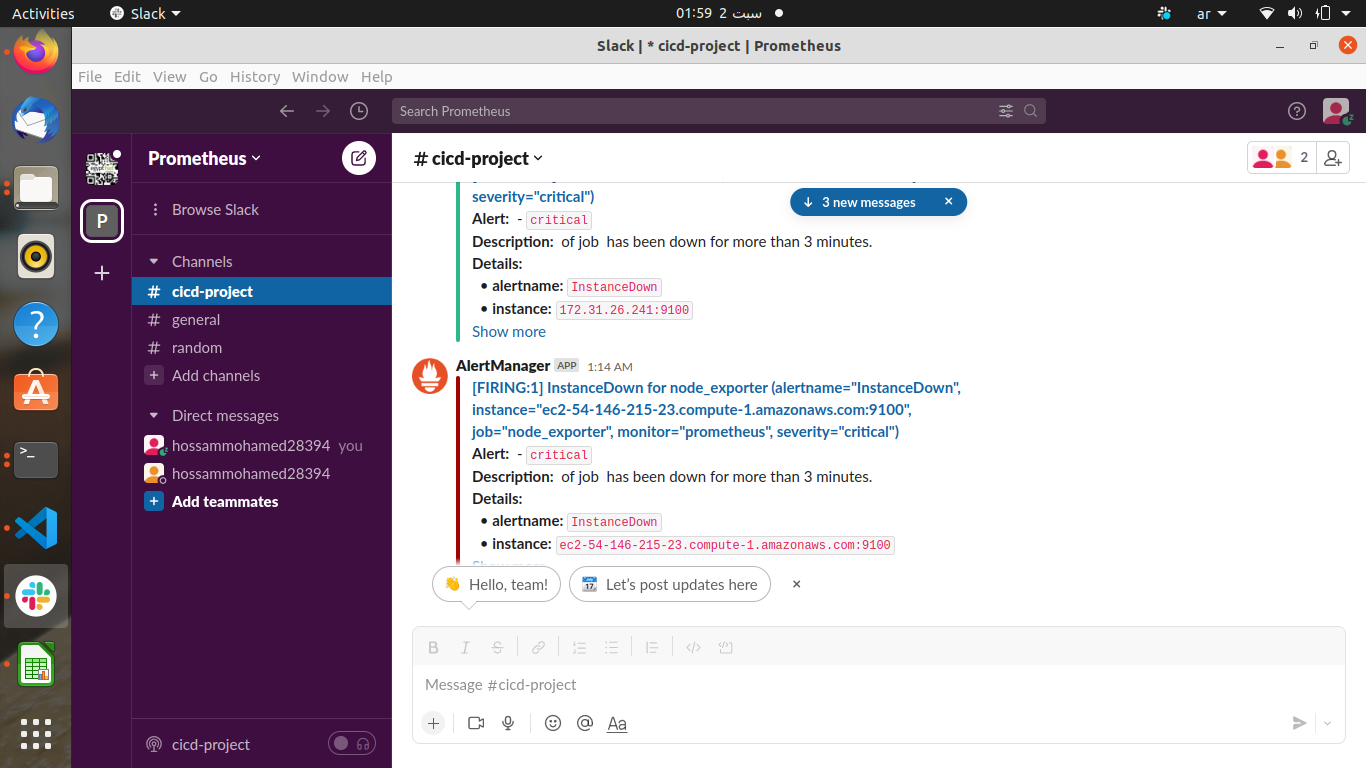 Activities
Slack
01:59 2 سبت
ar
Slack | * cicd-project | Prometheus
File Edit View Go History Window Help
Search Prometheus
Prometheus
# cicd-project
2
P
Browse Slack
Channels
# cicd-project
# general
# random
+ Add channels
Direct messages
hossammohamed28394 you
hossammohamed28394
+ Add teammates
cicd-project
↓ 3 new messages ×
severity="critical")
Alert: - critical
Description: of job has been down for more than 3 minutes.
Details:
• alertname: InstanceDown
• instance: 172.31.26.241:9100
Show more
AlertManager APP 1:14 AM
[FIRING:1] InstanceDown for node_exporter (alertname="InstanceDown",
instance="ec2-54-146-215-23.compute-1.amazonaws.com:9100",
job="node_exporter", monitor="prometheus", severity="critical")
Alert: - critical
Description: of job has been down for more than 3 minutes.
Details:
• alertname: InstanceDown
• instance: ec2-54-146-215-23.compute-1.amazonaws.com:9100
👋 Hello, team!
📅 Let's post updates here ×
B I S
Message #cicd-project
+ @ Aa